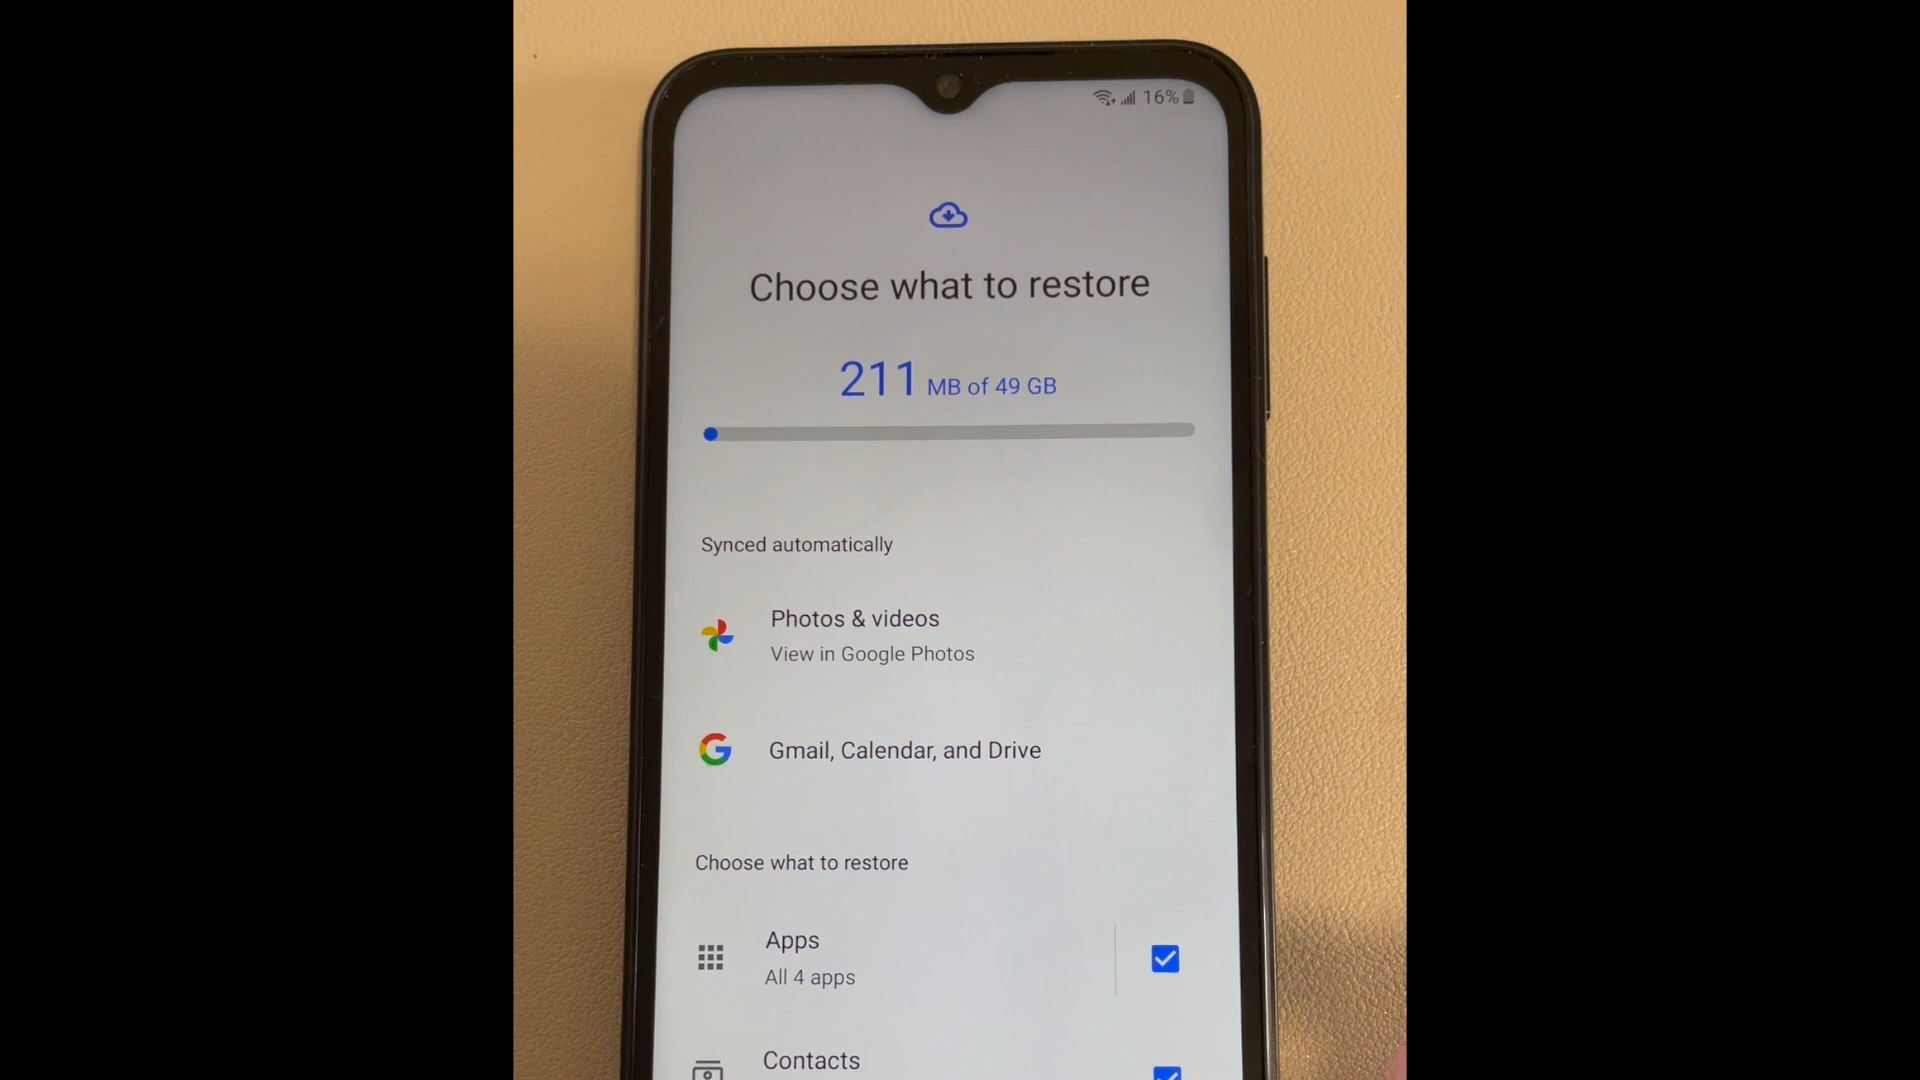 16%
Choose what to restore
211 MB of 49 GB
Synced automatically
Photos & videos
View in Google Photos
Gmail, Calendar, and Drive
Choose what to restore
Apps
All 4 apps
Contacts